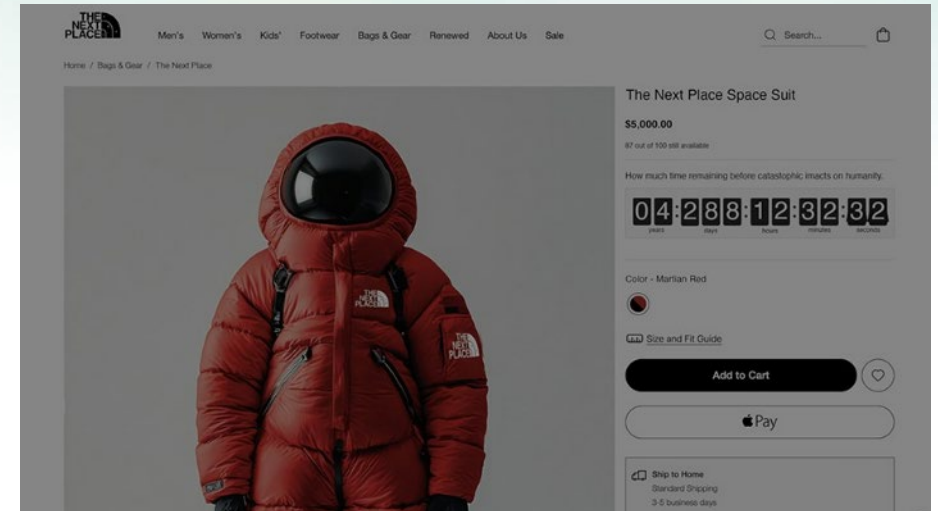 THE
NEXT
PLACE
Men's Women's Kids' Footwear Bags & Gear Renewed About Us Sale
Search...
Home / Bags & Gear / The Next Place
The Next Place Space Suit
$5,000.00
87 out of 100 still available
How much time remaining before catastophic imacts on humanity.
04:288:12:32:32
years days hours minutes seconds
Color - Martian Red
THE
NEXT
PLACE
THE
NEXT
PLACE
Size and Fit Guide
Add to Cart
Pay
Ship to Home
Standard Shipping
3-5 business days